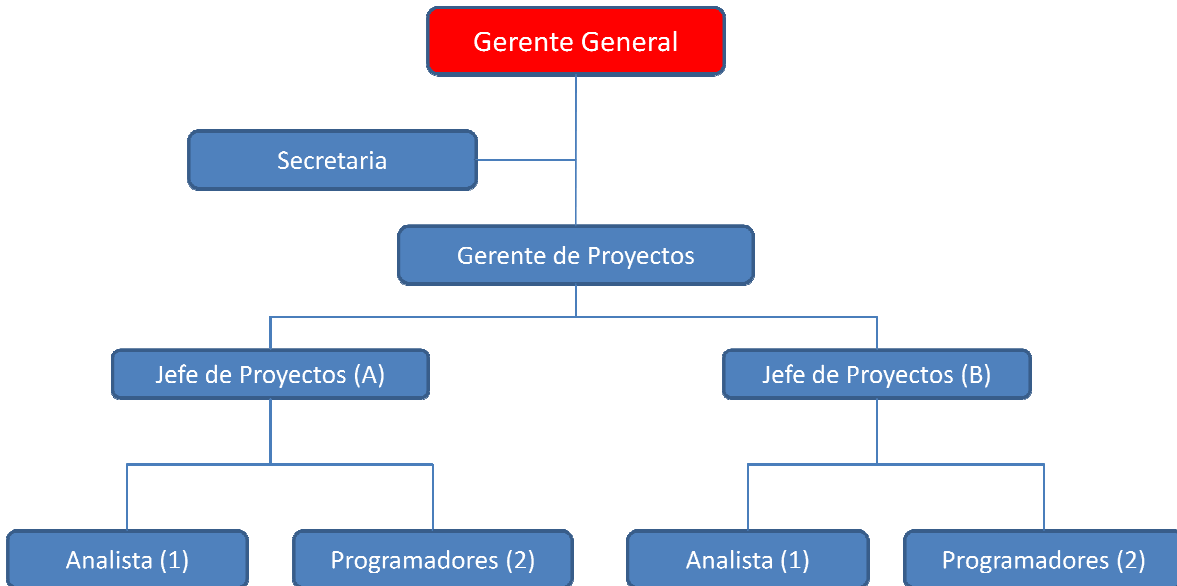 Gerente General
Secretaria
Gerente de Proyectos
Jefe de Proyectos (A)
Jefe de Proyectos (B)
Analista (1)
Programadores (2)
Analista (1)
Programadores (2)